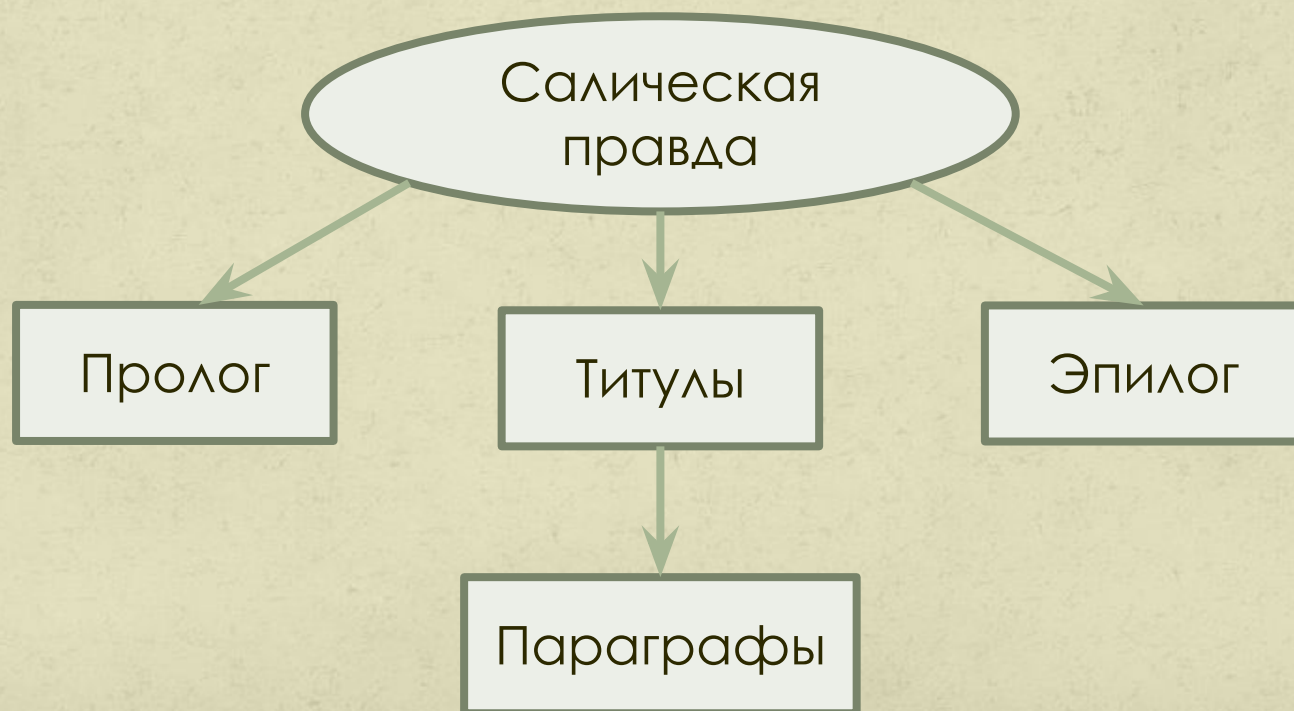 Салическая
правда
Пролог
Титулы
Эпилог
Параграфы